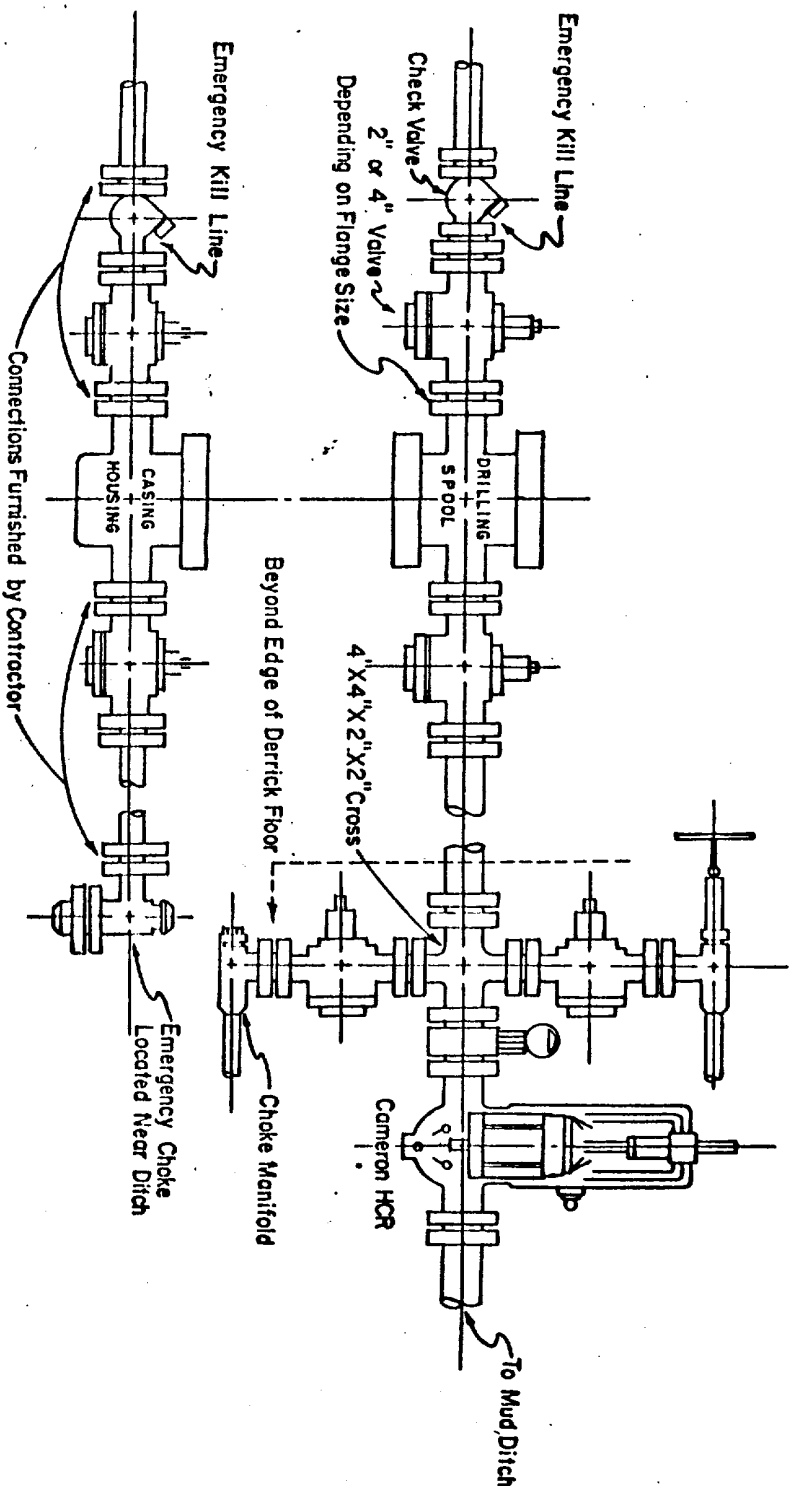 Emergency Kill Line
Check Valve
2" or 4" Valve
Depending on Flange Size
DRILLING
SPOOL
4"X4"X2"X2" Cross
Beyond Edge of Derrick Floor
Cameron HCR
To Mud Ditch
Choke Manifold
Emergency Kill Line
CASING
HOUSING
Connections Furnished by Contractor
Emergency Choke
Located Near Ditch